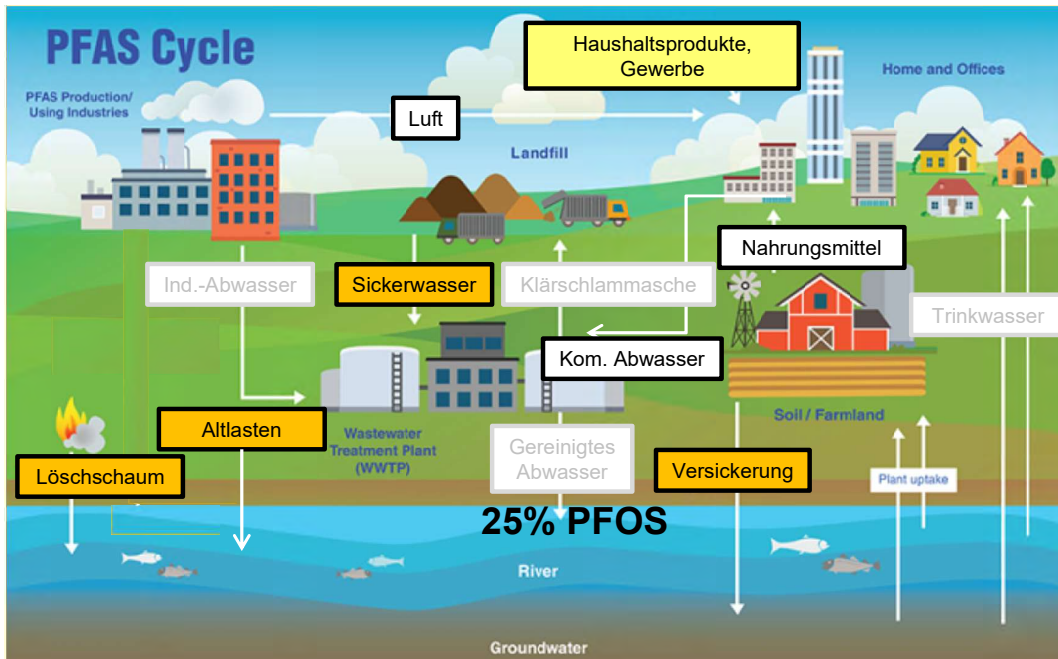 PFAS Cycle
Haushaltsprodukte,
Gewerbe
Home and Offices
PFAS Production/
Using Industries
Luft
Landfill
Nahrungsmittel
Ind.-Abwasser
Sickerwasser
Klärschlammasche
Trinkwasser
Kom. Abwasser
Altlasten
Soil / Farmland
Wastewater
Treatment Plant
(WWTP)
Gereinigtes
Abwasser
Löschschaum
Versickerung
Plant uptake
25% PFOS
River
Groundwater